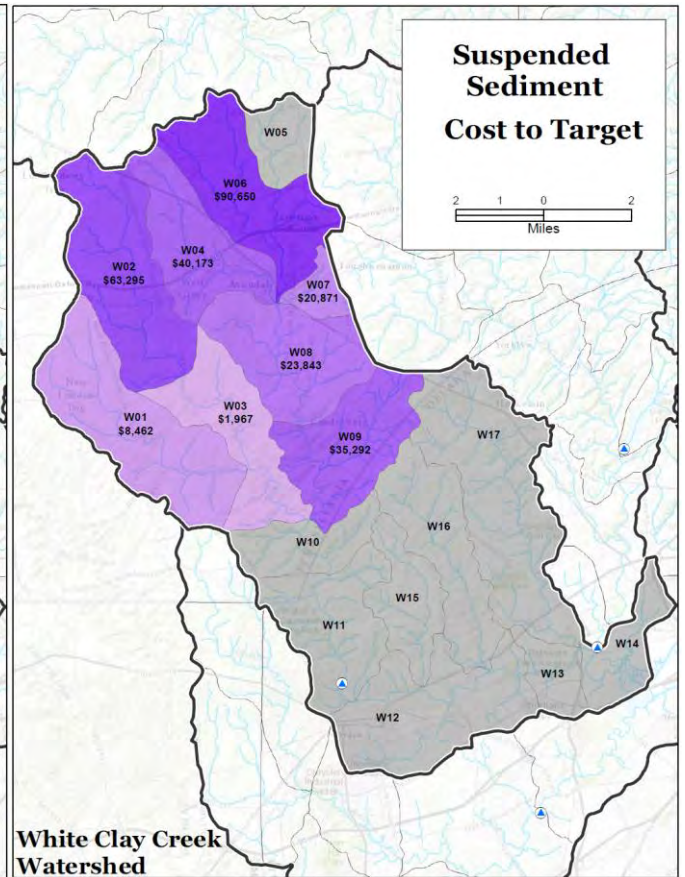 Suspended
Sediment
Cost to Target
2 1 0 2
Miles
W05
W06
$90,650
W04
$40,173
W02
$63,295
W07
$20,871
W08
$23,843
W03
$1,967
W01
$8,462
W09
$35,292
W17
W16
W10
W15
W11
W14
W13
W12
White Clay Creek
Watershed